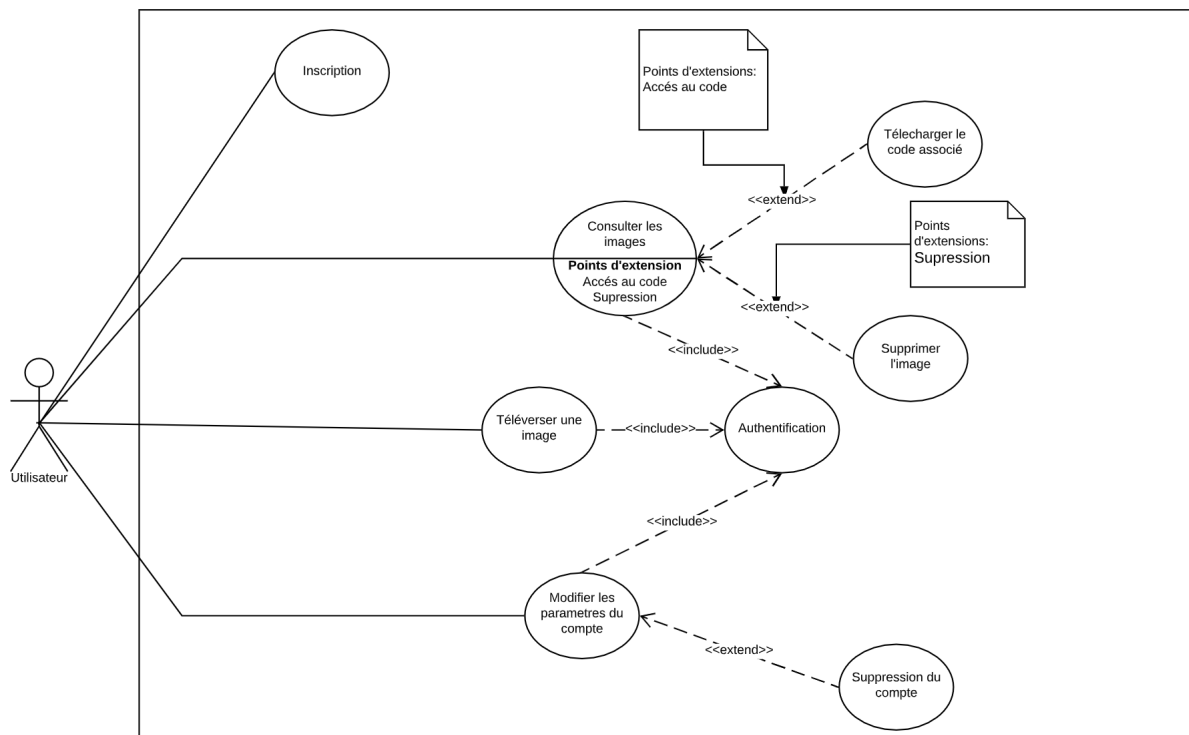 Inscription
Points d'extensions:
Accés au code
Télecharger le
code associé
<<extend>>
Consulter les
images
Points d'extension
Accés au code
Supression
Points
d'extensions:
Supression
<<extend>>
<<include>>
Supprimer
l'image
Téléverser une
image
<<include>>
Authentification
Utilisateur
<<include>>
Modifier les
parametres du
compte
<<extend>>
Suppression du
compte